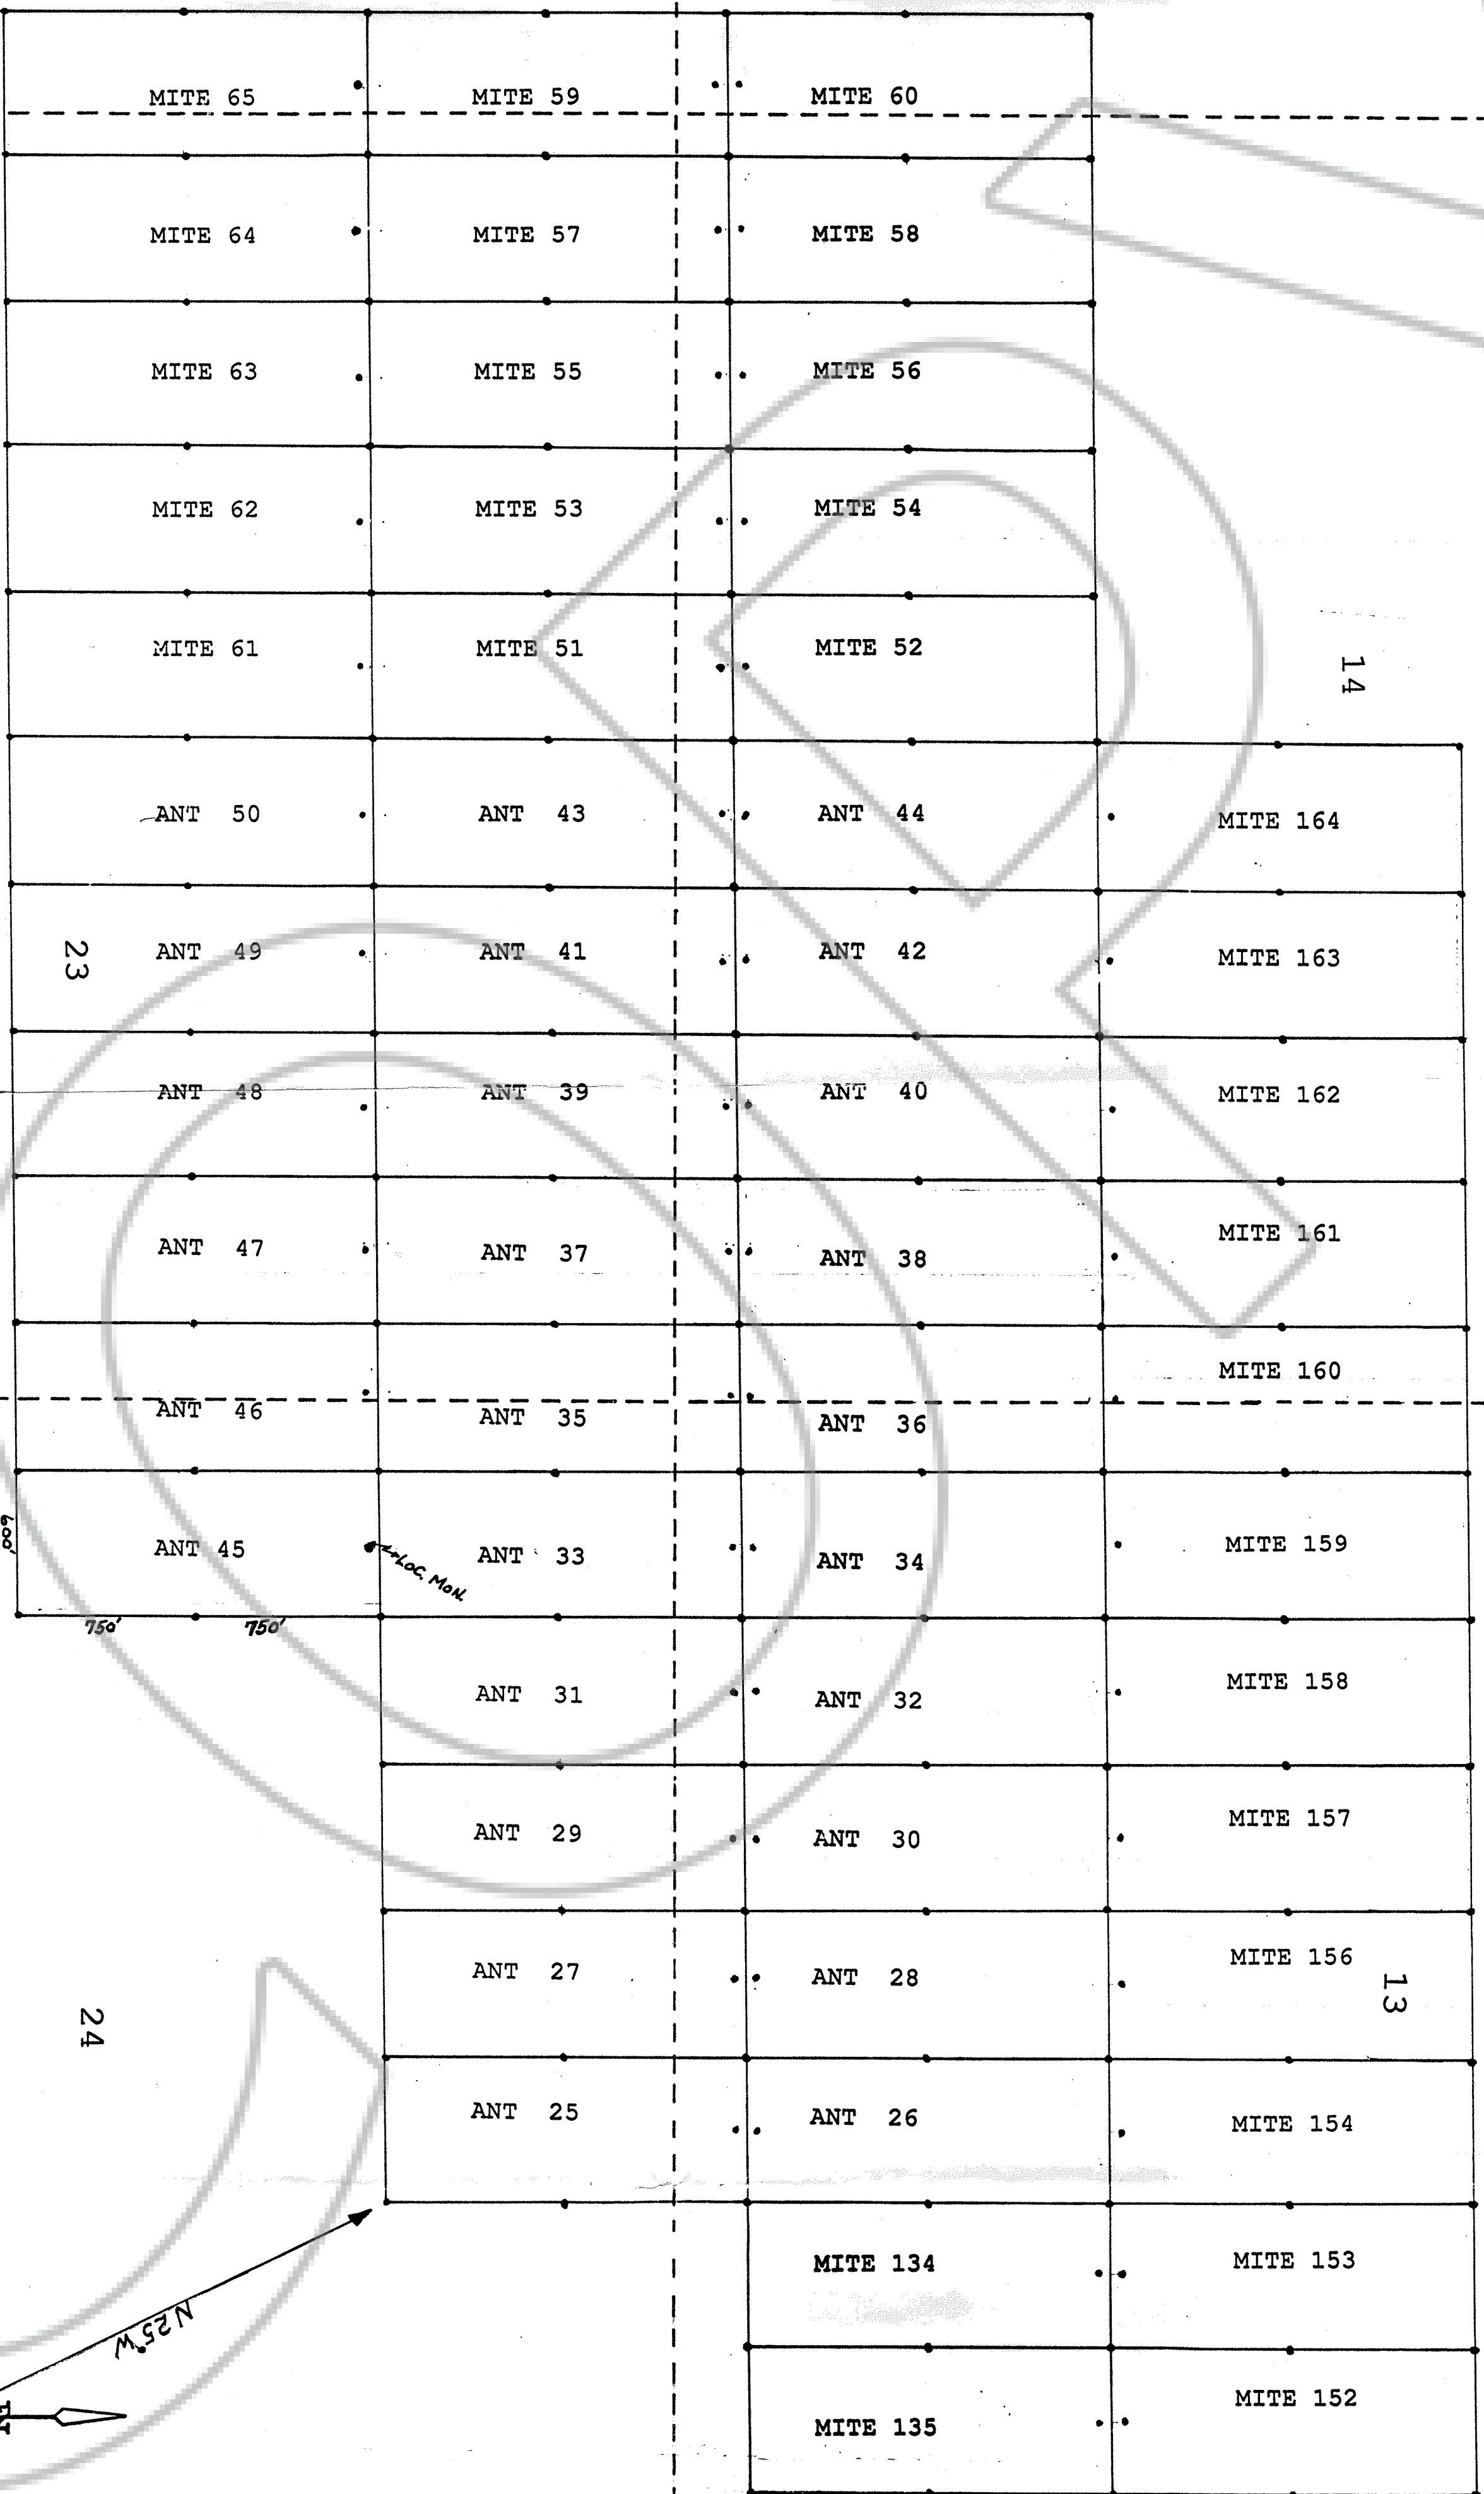 MITE 65 MITE 59 MITE 60
MITE 64 MITE 57 MITE 58
MITE 63 MITE 55 MITE 56
MITE 62 MITE 53 MITE 54
MITE 61 MITE 51 MITE 52
14
ANT 50 ANT 43 ANT 44 MITE 164
23 ANT 49 ANT 41 ANT 42 MITE 163
ANT 48 ANT 39 ANT 40 MITE 162
ANT 47 ANT 37 ANT 38 MITE 161
ANT 46 ANT 35 ANT 36 MITE 160
600' ANT 45 ANT 33 ANT 34 MITE 159
LOC. MON.
750' 750'
ANT 31 ANT 32 MITE 158
ANT 29 ANT 30 MITE 157
ANT 27 ANT 28 MITE 156
13
24
ANT 25 ANT 26 MITE 154
MITE 134 MITE 153
N25°W
MITE 135 MITE 152